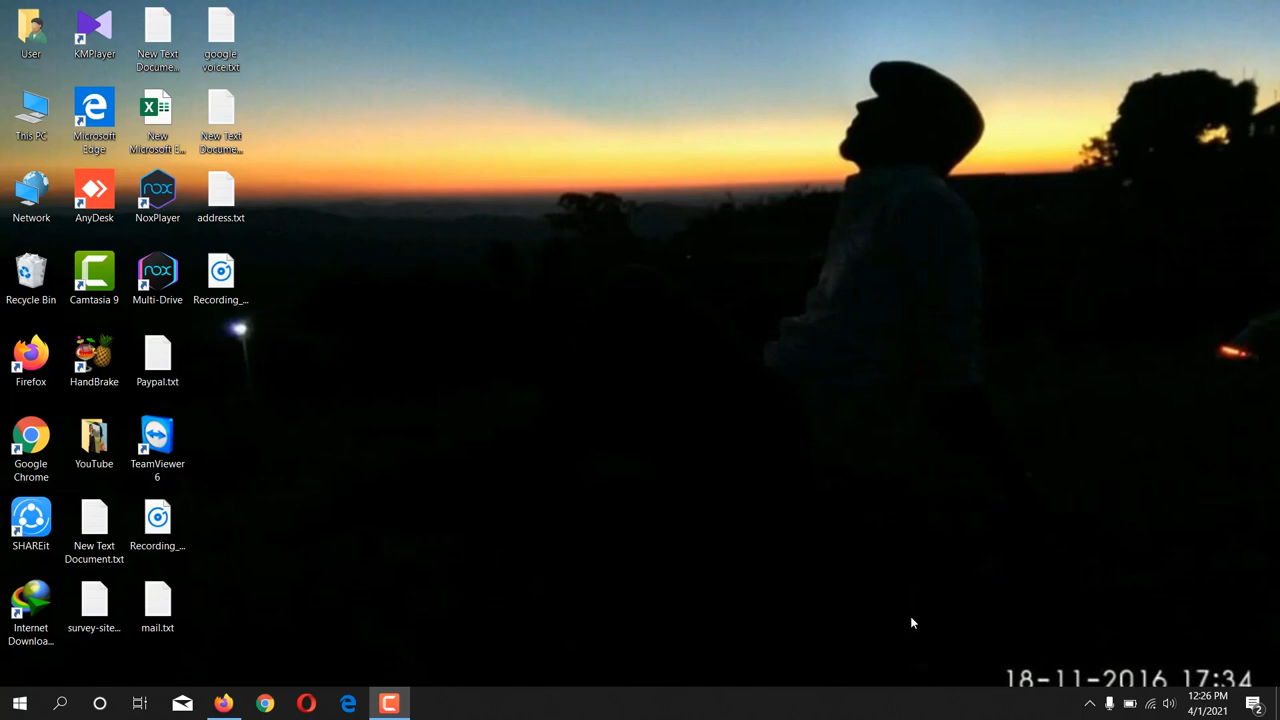 User
KMPlayer
New Text
Docume...
google
voice.txt
This PC
Microsoft
Edge
New
Microsoft E...
New Text
Docume...
Network
AnyDesk
NoxPlayer
address.txt
Recycle Bin
Camtasia 9
Multi-Drive
Recording_...
Firefox
HandBrake
Paypal.txt
Google
Chrome
YouTube
TeamViewer
6
SHAREit
New Text
Document.txt
Recording_...
Internet
Downloa...
survey-site...
mail.txt
18-11-2016 17:34
12:26 PM
4/1/2021
2